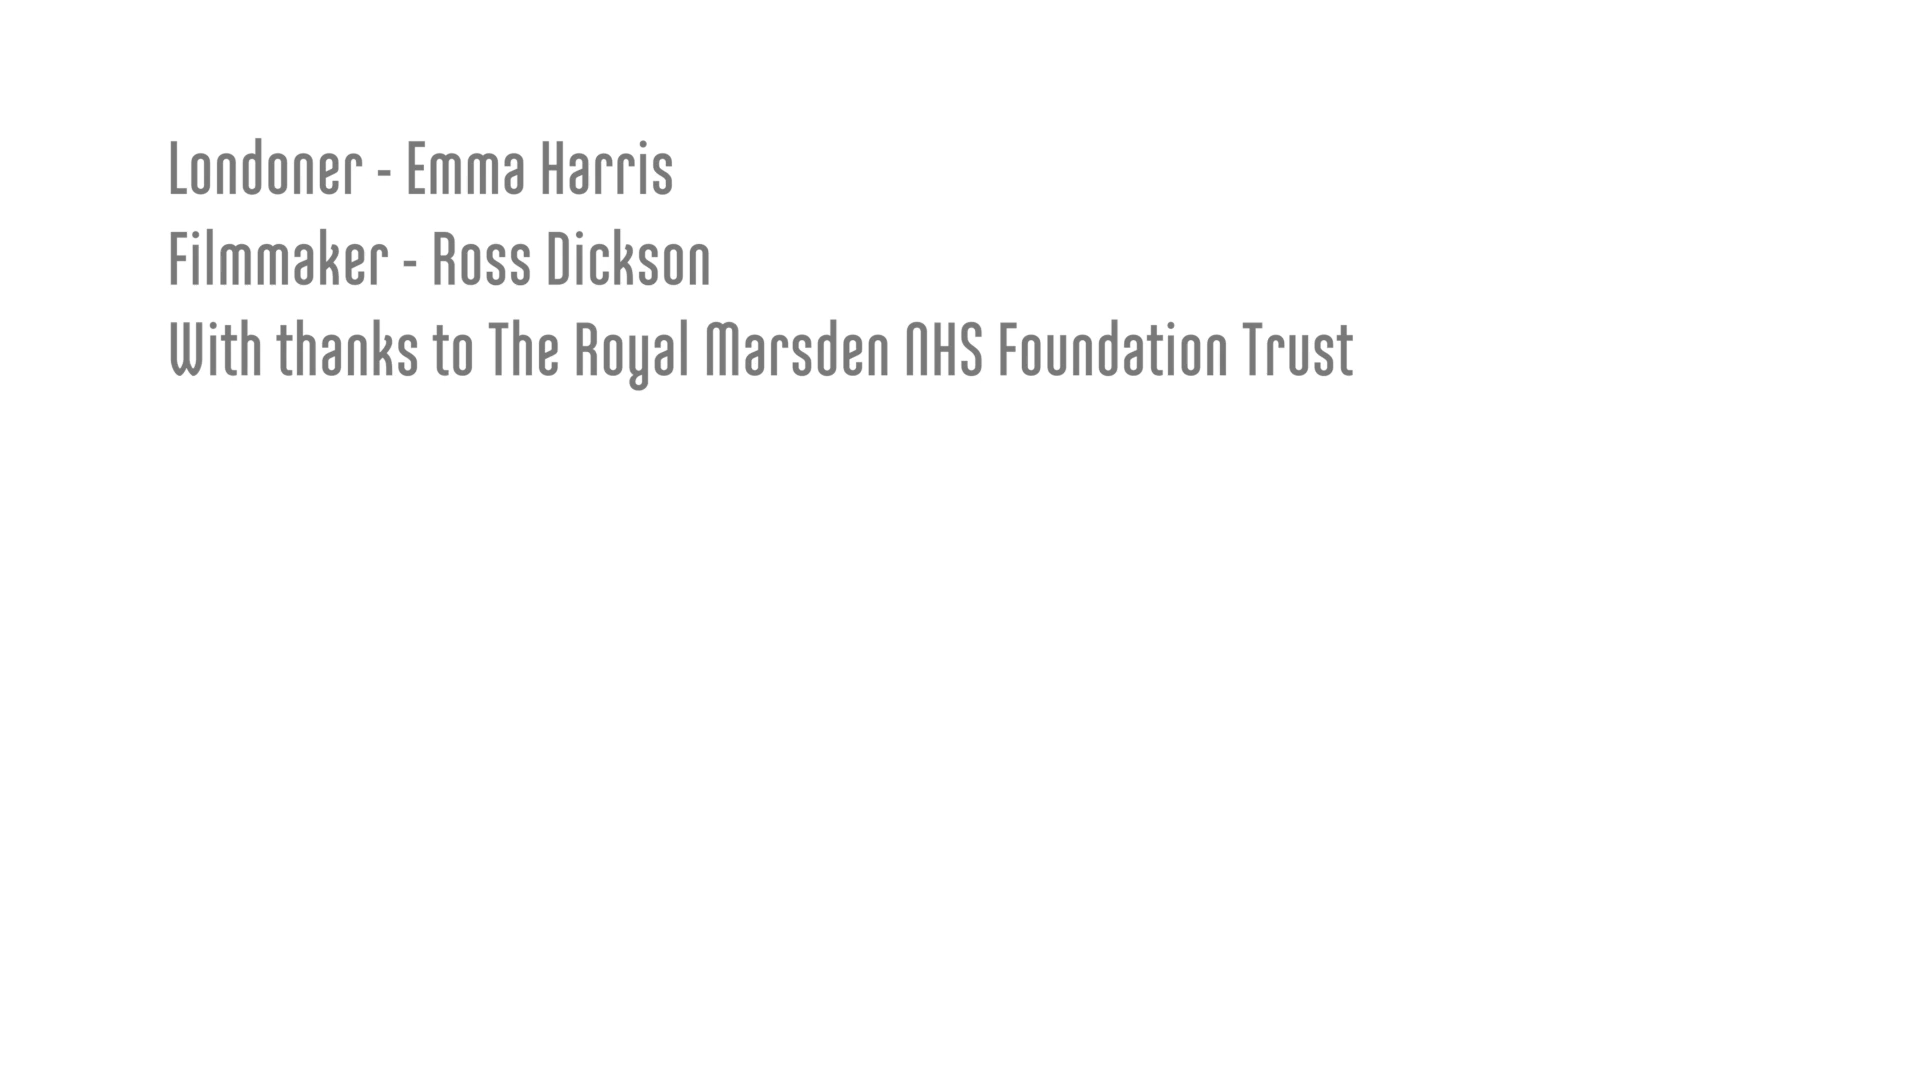 Londoner - Emma Harris
Filmmaker - Ross Dickson
With thanks to The Royal Marsden NHS Foundation Trust